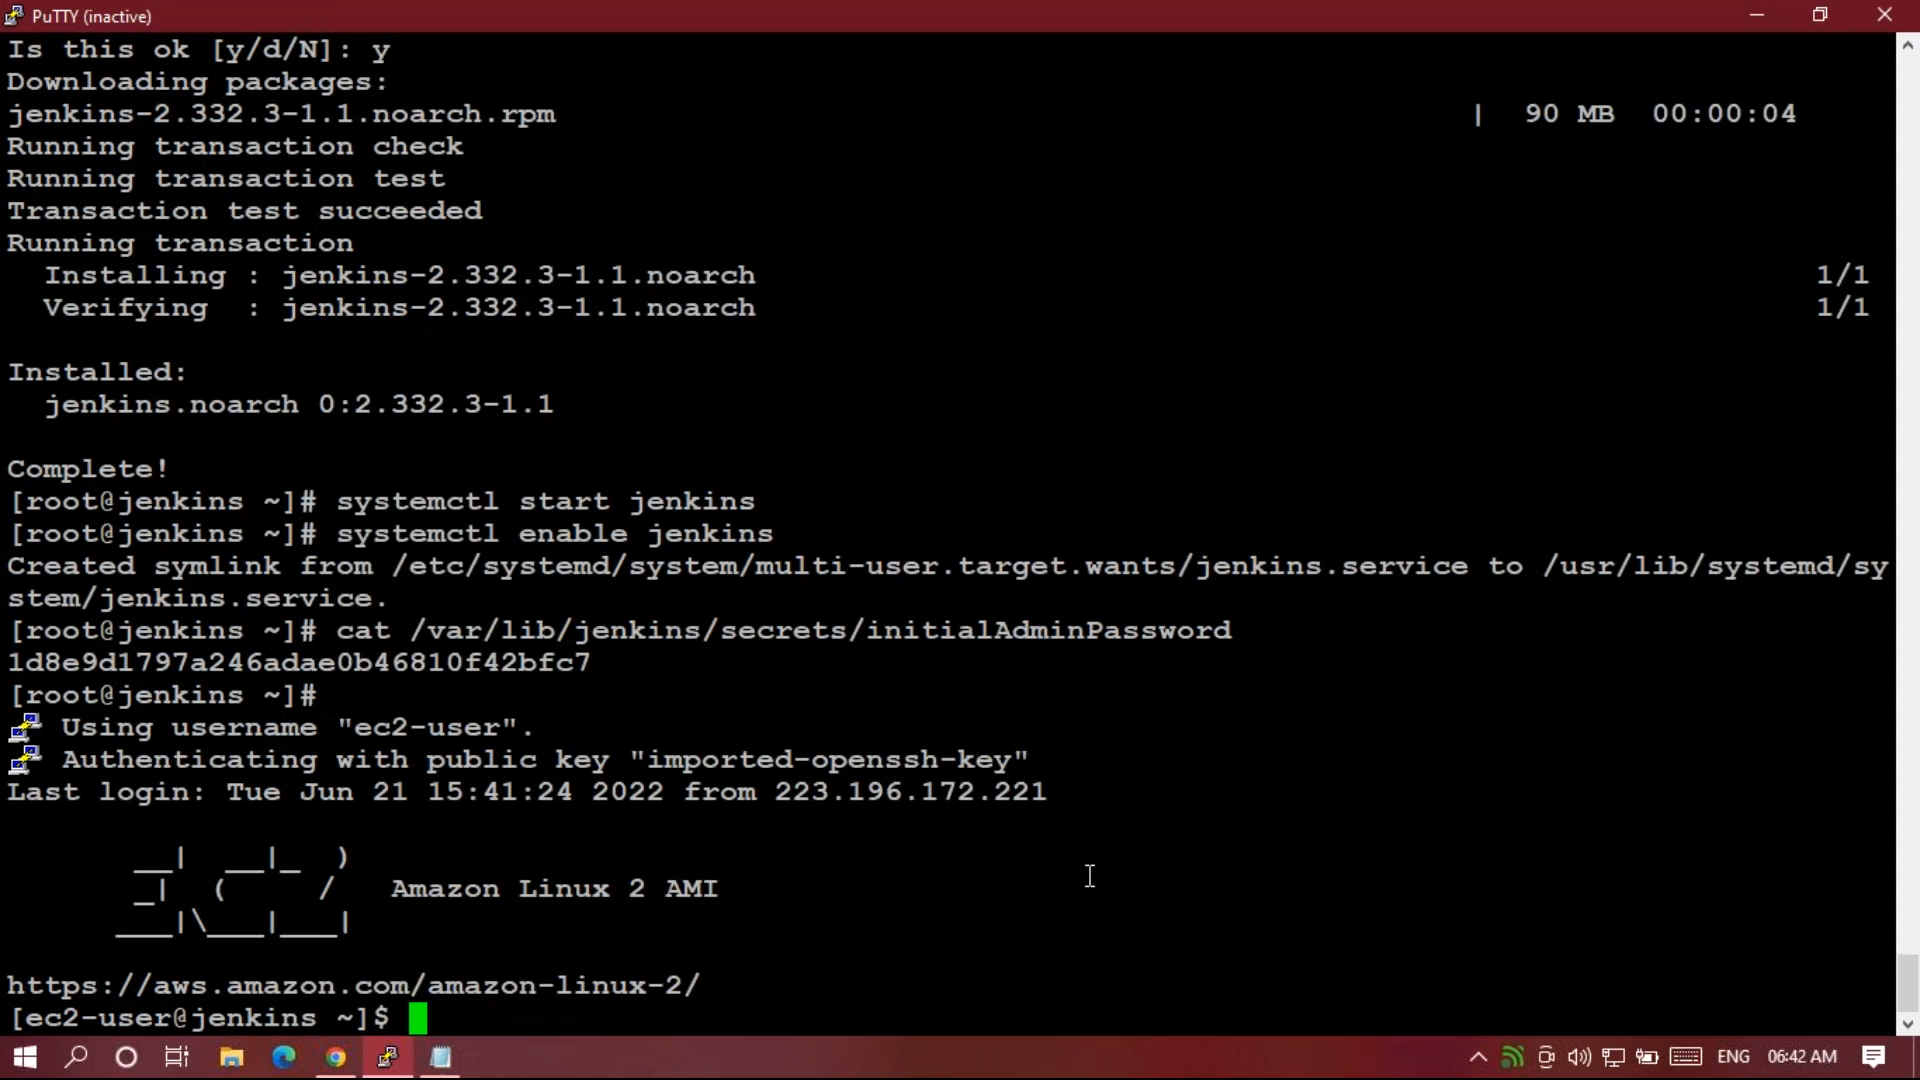 PuTTY (inactive)
Is this ok [y/d/N]: y
Downloading packages:
jenkins-2.332.3-1.1.noarch.rpm | 90 MB 00:00:04
Running transaction check
Running transaction test
Transaction test succeeded
Running transaction
Installing : jenkins-2.332.3-1.1.noarch 1/1
Verifying : jenkins-2.332.3-1.1.noarch 1/1
Installed:
jenkins.noarch 0:2.332.3-1.1
Complete!
[root@jenkins ~]# systemctl start jenkins
[root@jenkins ~]# systemctl enable jenkins
Created symlink from /etc/systemd/system/multi-user.target.wants/jenkins.service to /usr/lib/systemd/sy
stem/jenkins.service.
[root@jenkins ~]# cat /var/lib/jenkins/secrets/initialAdminPassword
1d8e9d1797a246adae0b46810f42bfc7
[root@jenkins ~]#
Using username "ec2-user".
Authenticating with public key "imported-openssh-key"
Last login: Tue Jun 21 15:41:24 2022 from 223.196.172.221
__| __|_ )
_| ( / Amazon Linux 2 AMI
___|\___|___|
https://aws.amazon.com/amazon-linux-2/
[ec2-user@jenkins ~]$
ENG 06:42 AM